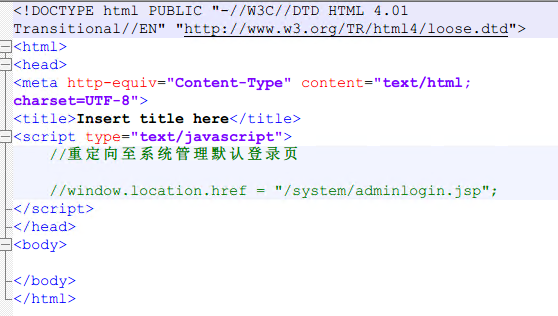 <!DOCTYPE html PUBLIC "-//W3C//DTD HTML 4.01
Transitional//EN" "http://www.w3.org/TR/html4/loose.dtd">
<html>
<head>
<meta http-equiv="Content-Type" content="text/html;
charset=UTF-8">
<title>Insert title here</title>
<script type="text/javascript">
//重定向至系统管理默认登录页
//window.location.href = "/system/adminlogin.jsp";
</script>
</head>
<body>
</body>
</html>